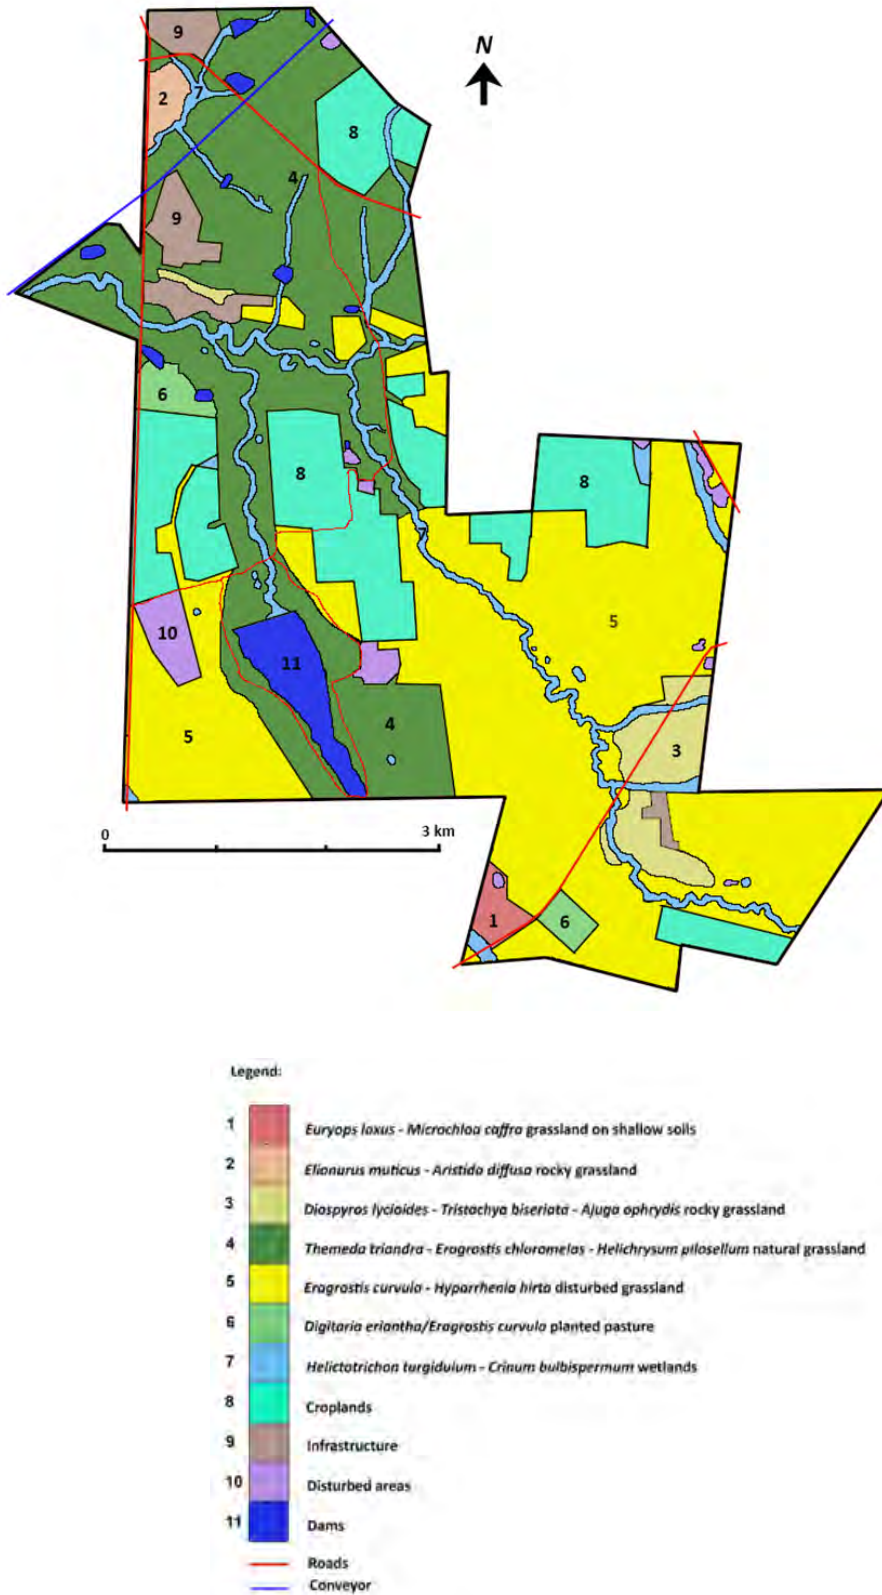 9
N
2
7
8
4
9
6
8
8
7
5
10
11
5
4
3
0 3 km
1
6
Legend:
1 Euryops laxus - Microchloa caffra grassland on shallow soils
2 Elionurus muticus - Aristida diffusa rocky grassland
3 Diospyros lycioides - Tristachya biseriata - Ajuga ophrydis rocky grassland
4 Themeda triandra - Eragrostis chloromelas - Helichrysum pilosellum natural grassland
5 Eragrostis curvula - Hyparrhenia hirta disturbed grassland
6 Digitaria eriantha/Eragrostis curvula planted pasture
7 Helictotrichon turgidulum - Crinum bulbispermum wetlands
8 Croplands
9 Infrastructure
10 Disturbed areas
11 Dams
Roads
Conveyor